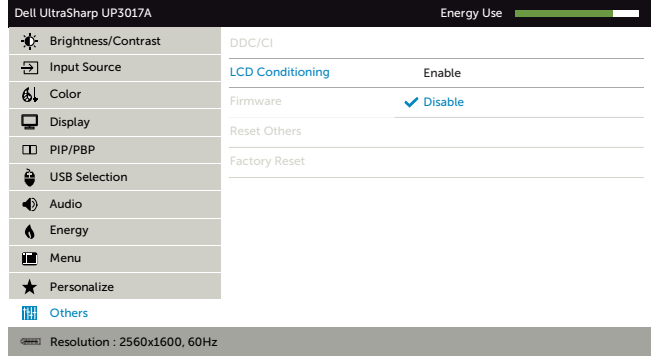 Dell UltraSharp UP3017A Energy Use
Brightness/Contrast DDC/CI
Input Source LCD Conditioning Enable
Color Firmware Disable
Display Reset Others
PIP/PBP Factory Reset
USB Selection
Audio
Energy
Menu
Personalize
Others
Resolution : 2560x1600, 60Hz